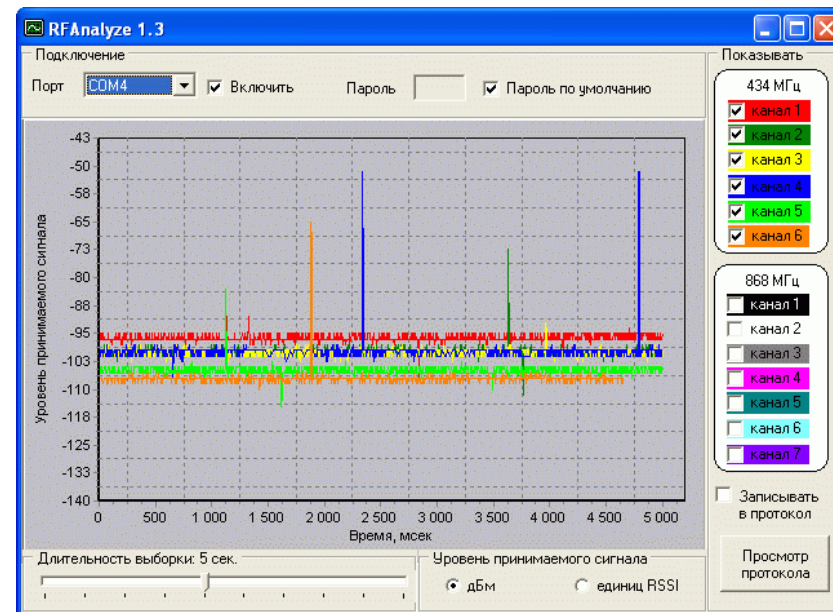 RFAnalyze 1.3
Подключение
Порт COM4 Включить Пароль Пароль по умолчанию
Показывать
434 МГц
канал 1
канал 2
канал 3
канал 4
канал 5
канал 6
868 МГц
канал 1
канал 2
канал 3
канал 4
канал 5
канал 6
канал 7
Записывать
в протокол
Просмотр
протокола
Уровень принимаемого сигнала
-43
-50
-58
-65
-73
-80
-88
-95
-103
-110
-118
-125
-133
-140
0 500 1 000 1 500 2 000 2 500 3 000 3 500 4 000 4 500 5 000
Время, мсек
Длительность выборки: 5 сек.
Уровень принимаемого сигнала
дБм единиц RSSI